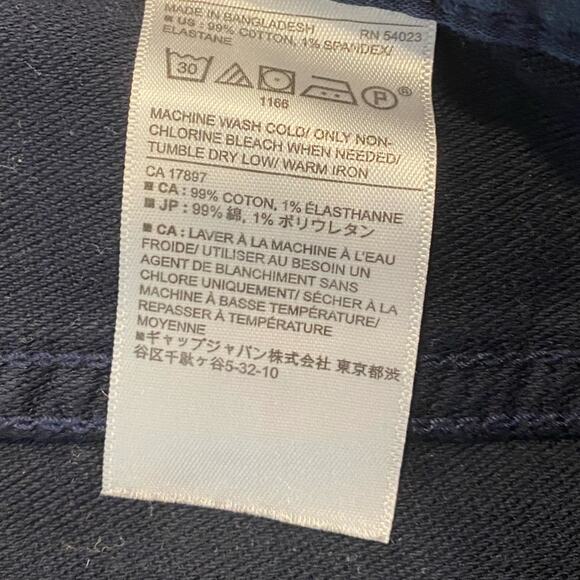 MADE IN BANGLADESH RN 54023
■ US : 99% COTTON, 1% SPANDEX/
ELASTANE
30 P ®
1166
MACHINE WASH COLD/ ONLY NON-
CHLORINE BLEACH WHEN NEEDED/
TUMBLE DRY LOW/ WARM IRON
CA 17897
■ CA : 99% COTON, 1% ÉLASTHANNE
■ JP : 99% 綿, 1% ポリウレタン
■ CA : LAVER À LA MACHINE À L'EAU
FROIDE/ UTILISER AU BESOIN UN
AGENT DE BLANCHIMENT SANS
CHLORE UNIQUEMENT/ SÉCHER À LA
MACHINE À BASSE TEMPÉRATURE/
REPASSER À TEMPÉRATURE
MOYENNE
■ギャップジャパン株式会社 東京都渋
谷区千駄ヶ谷5-32-10